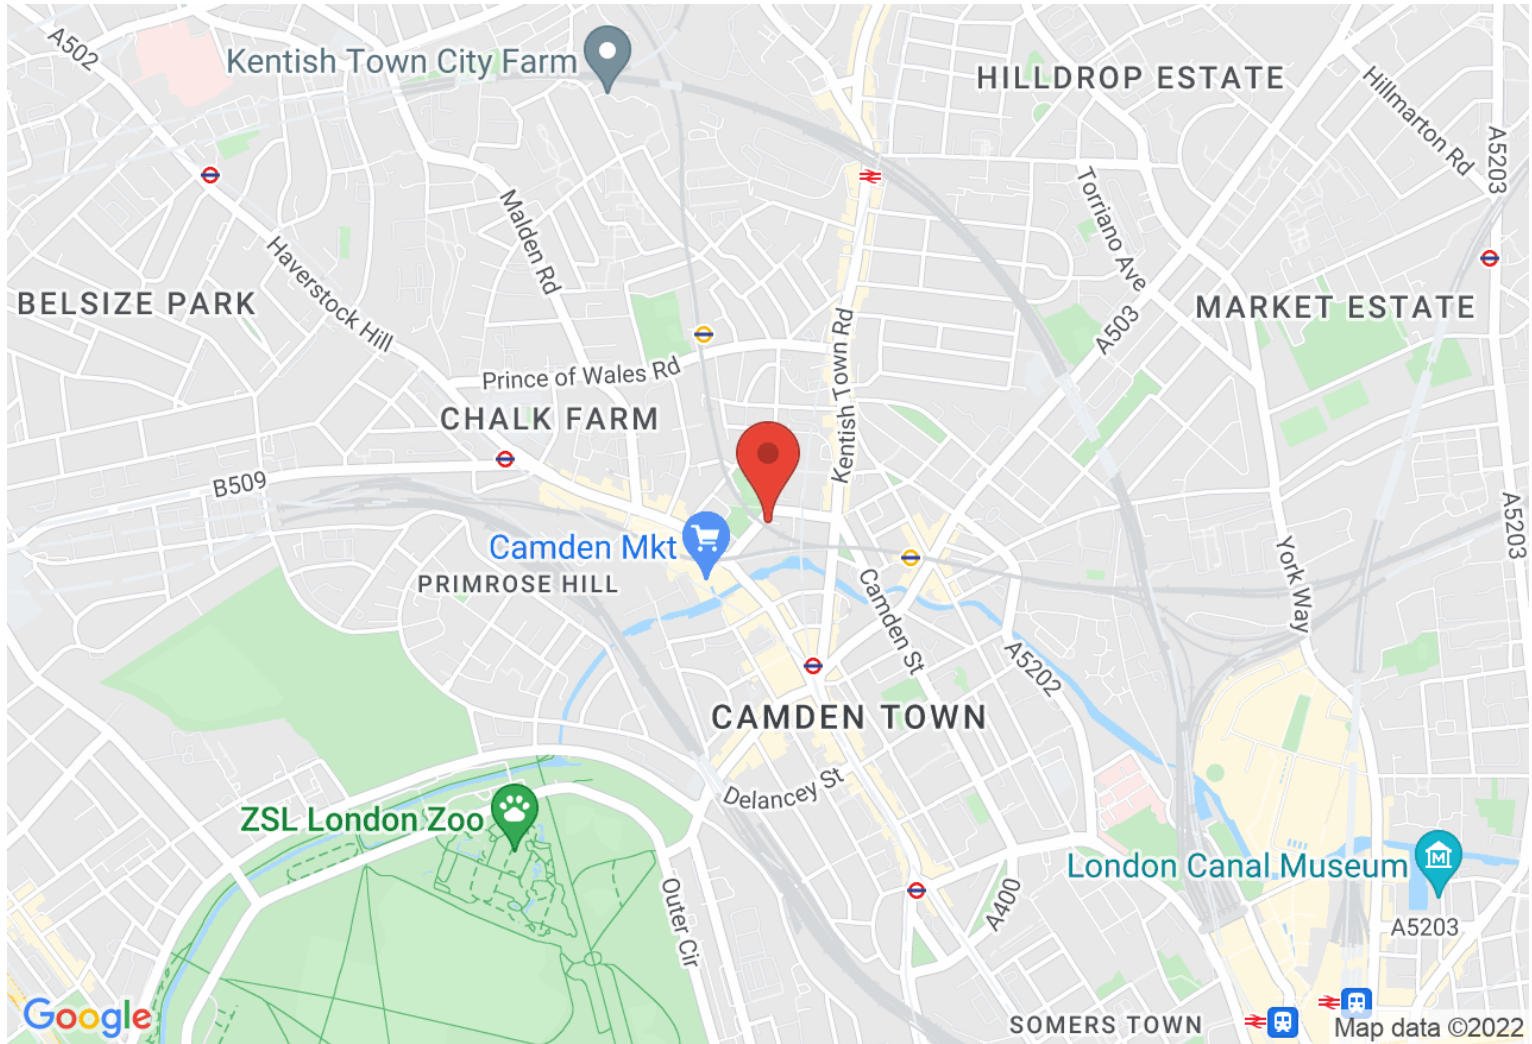 A502
Kentish Town City Farm
HILLDROP ESTATE
Hillmarton Rd
A5203
Torriano Ave
Malden Rd
Haverstock Hill
BELSIZE PARK
MARKET ESTATE
A503
Kentish Town Rd
Prince of Wales Rd
CHALK FARM
B509
A5203
Camden Mkt
PRIMROSE HILL
York Way
Camden St
A5202
CAMDEN TOWN
Delancey St
ZSL London Zoo
London Canal Museum
A400
Outer Cir
A5203
Google
SOMERS TOWN
Map data ©2022